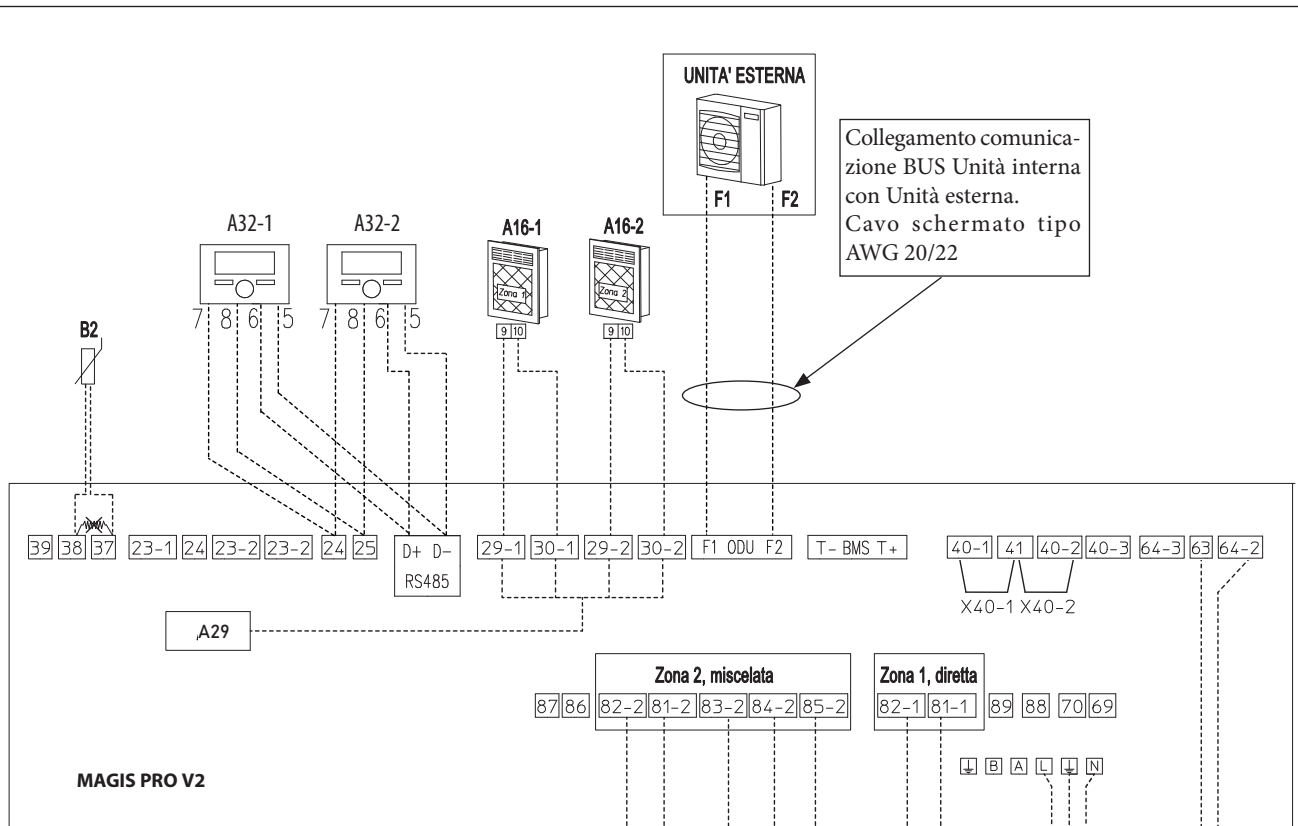 UNITA' ESTERNA
F1 F2
Collegamento comunica-
zione BUS Unità interna
con Unità esterna.
Cavo schermato tipo
AWG 20/22
A32-1 A32-2 A16-1 A16-2
Zona 1 Zona 2
7 8 6 5 7 8 6 5
9 10 9 10
B2
39 38 37 23-1 24 23-2 23-2 24 25 D+ D- 29-1 30-1 29-2 30-2 F1 ODU F2 T- BMS T+ 40-1 41 40-2 40-3 64-3 63 64-2
RS485
X40-1 X40-2
A29
Zona 2, miscelata Zona 1, diretta
87 86 82-2 81-2 83-2 84-2 85-2 82-1 81-1 89 88 70 69
B A L N
MAGIS PRO V2